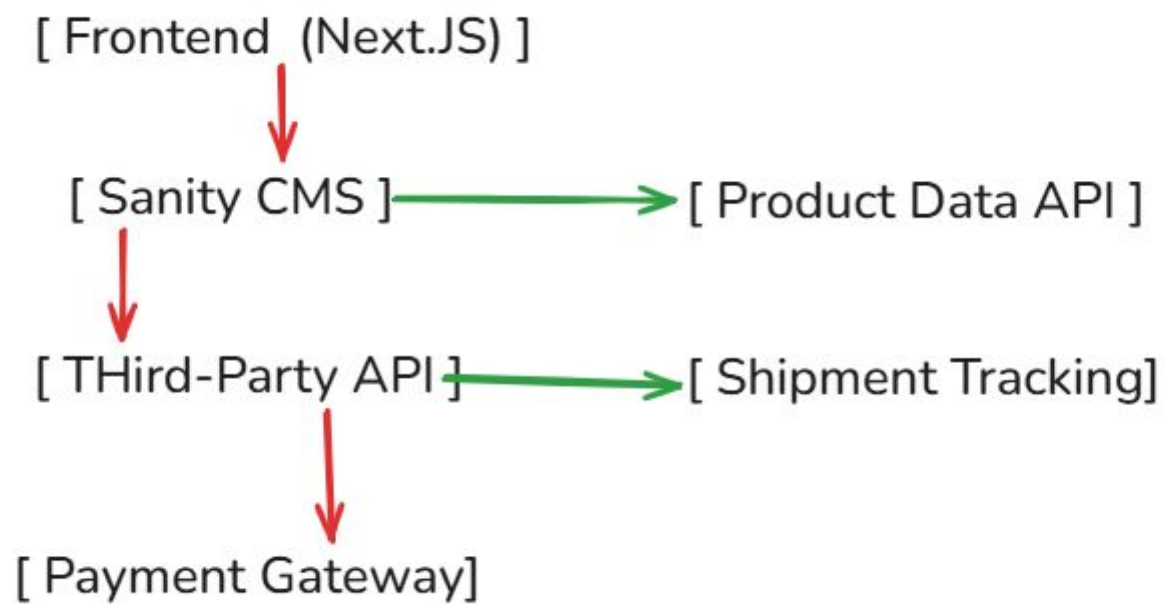 [ Frontend (Next.JS) ]
[ Sanity CMS ] [ Product Data API ]
[ THird-Party API ] [ Shipment Tracking]
[ Payment Gateway]